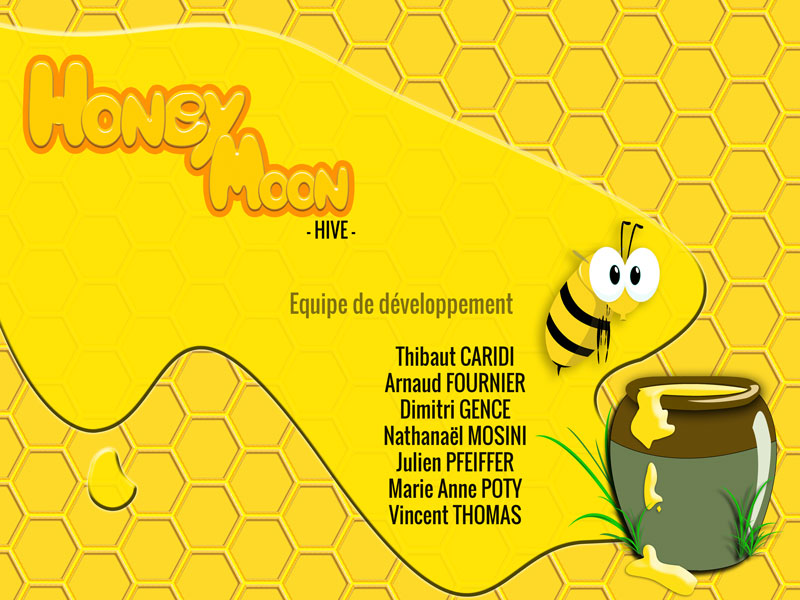 HONEY
MOON
- HIVE -
Equipe de développement
Thibaut CARIDI
Arnaud FOURNIER
Dimitri GENCE
Nathanaël MOSINI
Julien PFEIFFER
Marie Anne POTY
Vincent THOMAS